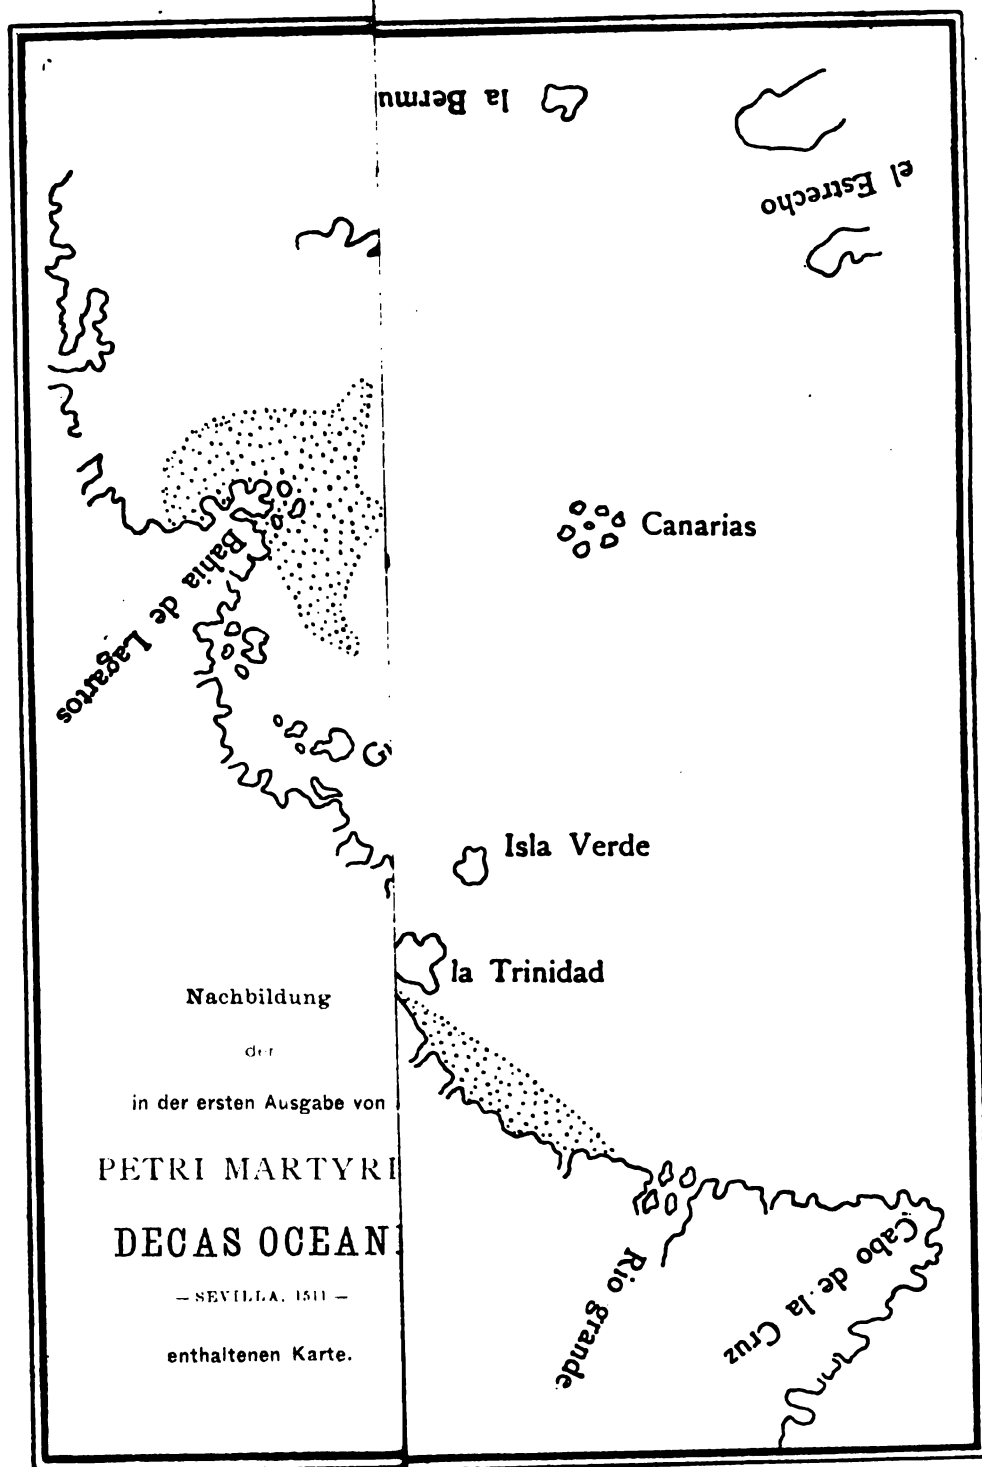 la Bermu
el Estrecho
Canarias
Bahia de Lagartos
Isla Verde
la Trinidad
Nachbildung
der
in der ersten Ausgabe von
PETRI MARTYRI
DECAS OCEANI
— SEVILLA, 1511 —
enthaltenen Karte.
Rio grande
Cabo de la Cruz